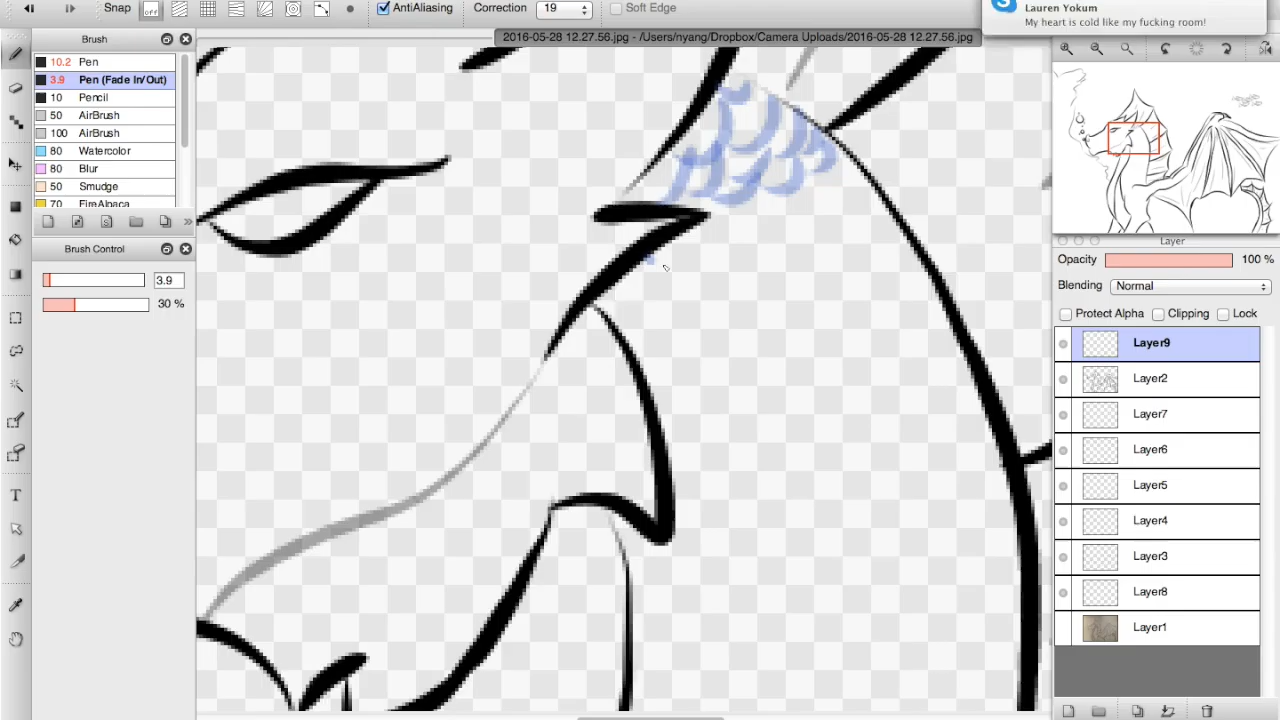 Snap
off
AntiAliasing
Correction
19
Soft Edge
Lauren Yokum
My heart is cold like my fucking room!
2016-05-28 12.27.56.jpg - /Users/nyang/Dropbox/Camera Uploads/2016-05-28 12.27.56.jpg
Brush
10.2 Pen
3.9 Pen (Fade In/Out)
10 Pencil
50 AirBrush
100 AirBrush
80 Watercolor
80 Blur
50 Smudge
70 FireAlpaca
Brush Control
3.9
30 %
T
Layer
Opacity 100 %
Blending Normal
Protect Alpha Clipping Lock
Layer9
Layer2
Layer7
Layer6
Layer5
Layer4
Layer3
Layer8
Layer1